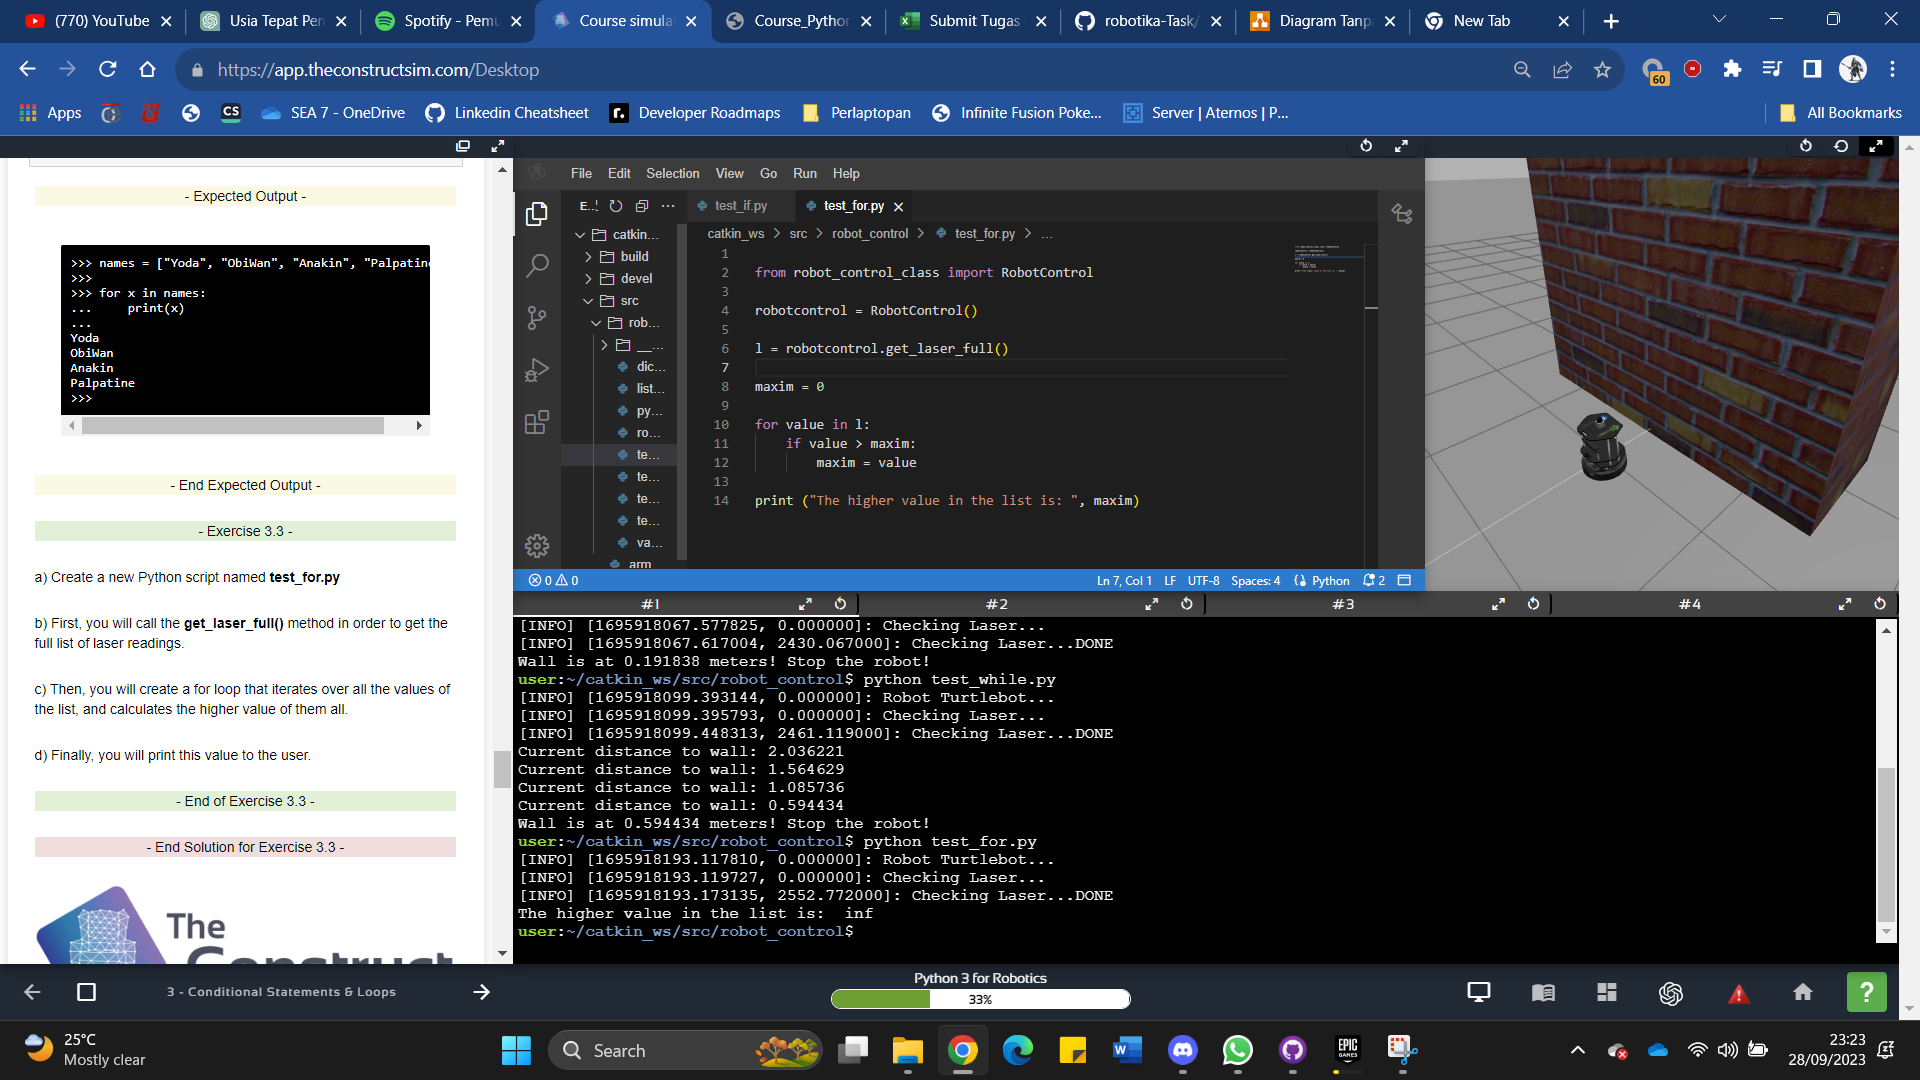 (770) YouTube
Usia Tepat Pen
Spotify - Pemu
Course simula
Course_Python
Submit Tugas
robotika-Task/
Diagram Tanp
New Tab
https://app.theconstructsim.com/Desktop
60
Apps
CS
SEA 7 - OneDrive
Linkedin Cheatsheet
r.
Developer Roadmaps
Perlaptopan
Infinite Fusion Poke...
Server | Aternos | P...
All Bookmarks
- Expected Output -
>>> names = ["Yoda", "ObiWan", "Anakin", "Palpatine
>>>
>>> for x in names:
...     print(x)
...
Yoda
ObiWan
Anakin
Palpatine
>>>
- End Expected Output -
- Exercise 3.3 -
a) Create a new Python script named test_for.py
b) First, you will call the get_laser_full() method in order to get the
full list of laser readings.
c) Then, you will create a for loop that iterates over all the values of
the list, and calculates the higher value of them all.
d) Finally, you will print this value to the user.
- End of Exercise 3.3 -
- End Solution for Exercise 3.3 -
The
Construct
File Edit Selection View Go Run Help
E...
catkin...
build
devel
src
rob...
__...
dic...
list...
py...
ro...
te...
te...
te...
te...
va...
arm
test_if.py
test_for.py
catkin_ws > src > robot_control > test_for.py > ...
1
2 from robot_control_class import RobotControl
3
4 robotcontrol = RobotControl()
5
6 l = robotcontrol.get_laser_full()
7
8 maxim = 0
9
10 for value in l:
11     if value > maxim:
12         maxim = value
13
14 print ("The higher value in the list is: ", maxim)
0 0
Ln 7, Col 1 LF UTF-8 Spaces: 4 Python 2
#1
#2
#3
#4
[INFO] [1695918067.577825, 0.000000]: Checking Laser...
[INFO] [1695918067.617004, 2430.067000]: Checking Laser...DONE
Wall is at 0.191838 meters! Stop the robot!
user:~/catkin_ws/src/robot_control$ python test_while.py
[INFO] [1695918099.393144, 0.000000]: Robot Turtlebot...
[INFO] [1695918099.395793, 0.000000]: Checking Laser...
[INFO] [1695918099.448313, 2461.119000]: Checking Laser...DONE
Current distance to wall: 2.036221
Current distance to wall: 1.564629
Current distance to wall: 1.085736
Current distance to wall: 0.594434
Wall is at 0.594434 meters! Stop the robot!
user:~/catkin_ws/src/robot_control$ python test_for.py
[INFO] [1695918193.117810, 0.000000]: Robot Turtlebot...
[INFO] [1695918193.119727, 0.000000]: Checking Laser...
[INFO] [1695918193.173135, 2552.772000]: Checking Laser...DONE
The higher value in the list is:  inf
user:~/catkin_ws/src/robot_control$
3 - Conditional Statements & Loops
Python 3 for Robotics
33%
?
25°C
Mostly clear
Search
EPIC
GAMES
23:23
28/09/2023